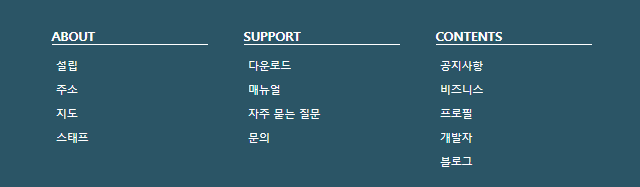 ABOUT
설립
주소
지도
스태프
SUPPORT
다운로드
매뉴얼
자주 묻는 질문
문의
CONTENTS
공지사항
비즈니스
프로필
개발자
블로그